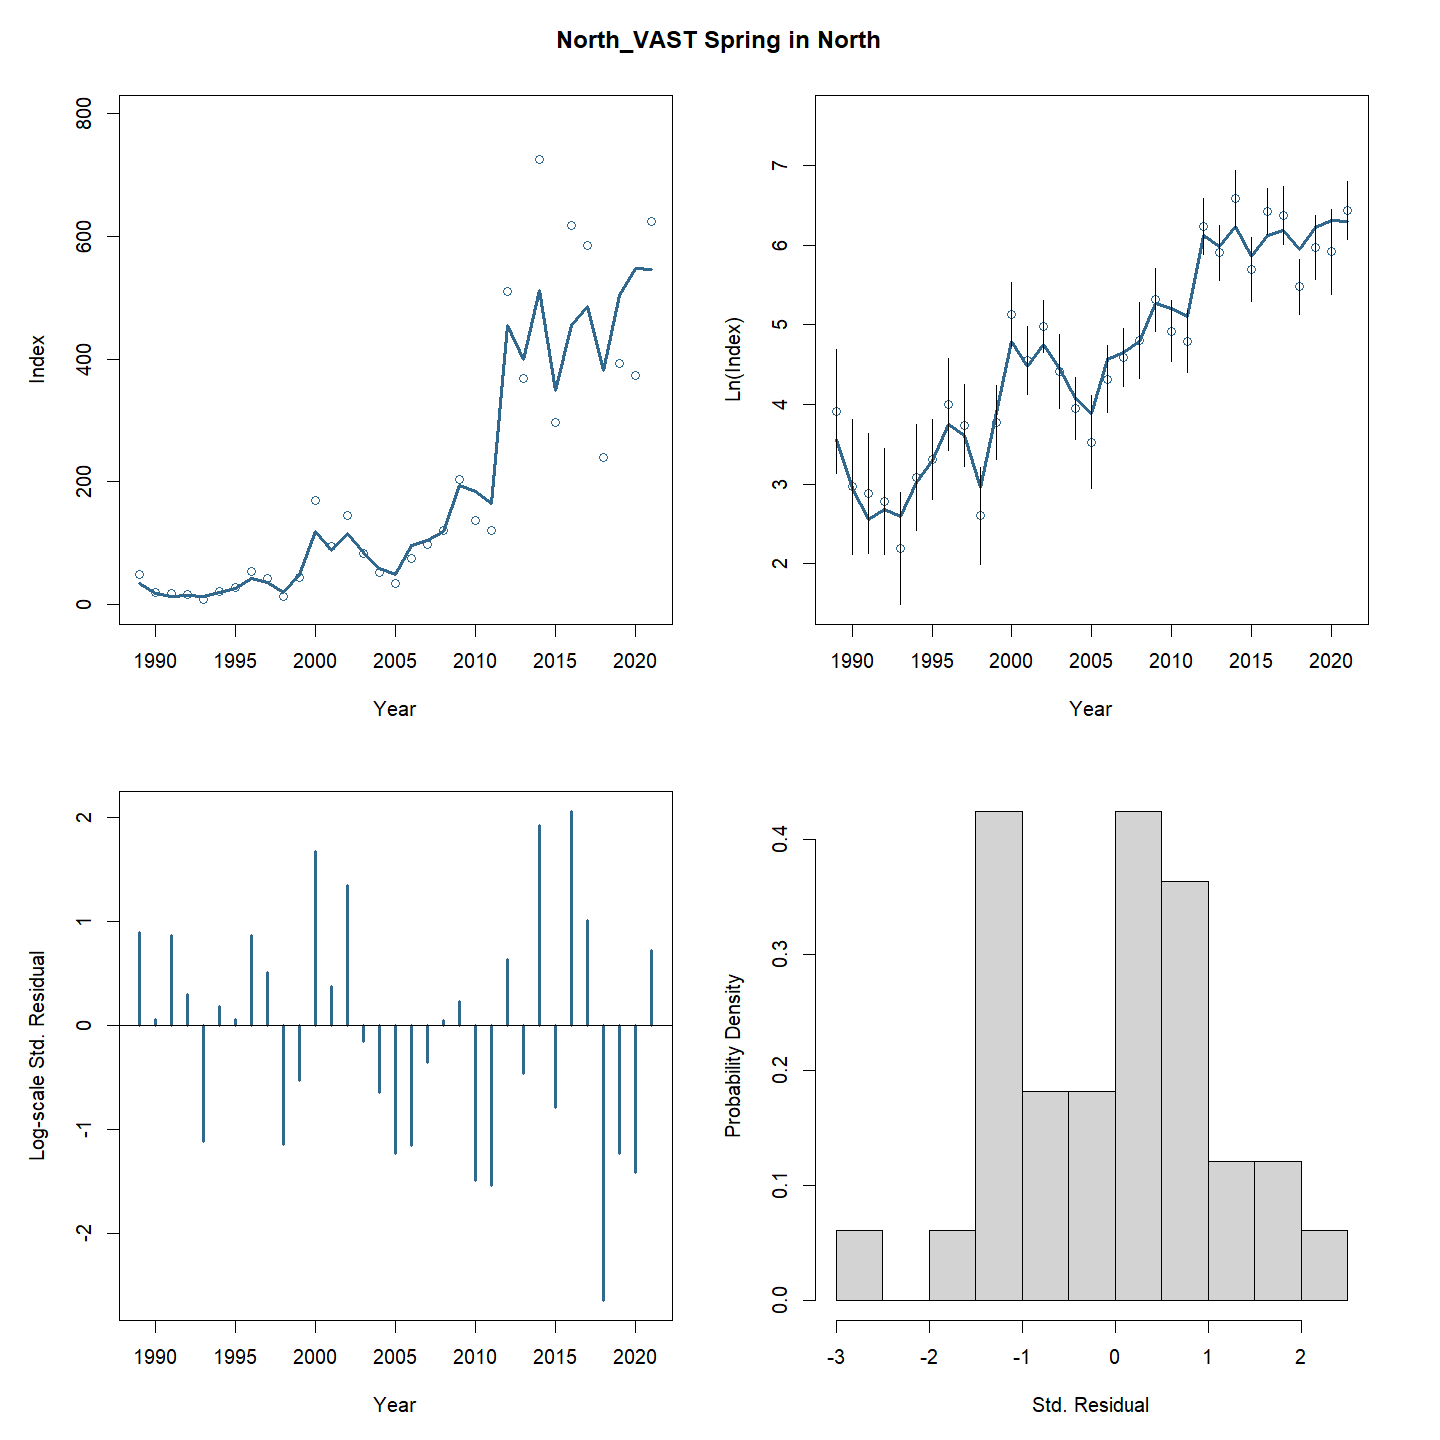 North_VAST Spring in North
Index
800
600
400
200
0
1990 1995 2000 2005 2010 2015 2020
Year
Ln(Index)
7
6
5
4
3
2
1990 1995 2000 2005 2010 2015 2020
Year
Log-scale Std. Residual
2
1
0
-1
-2
1990 1995 2000 2005 2010 2015 2020
Year
Probability Density
0.4
0.3
0.2
0.1
0.0
-3 -2 -1 0 1 2
Std. Residual